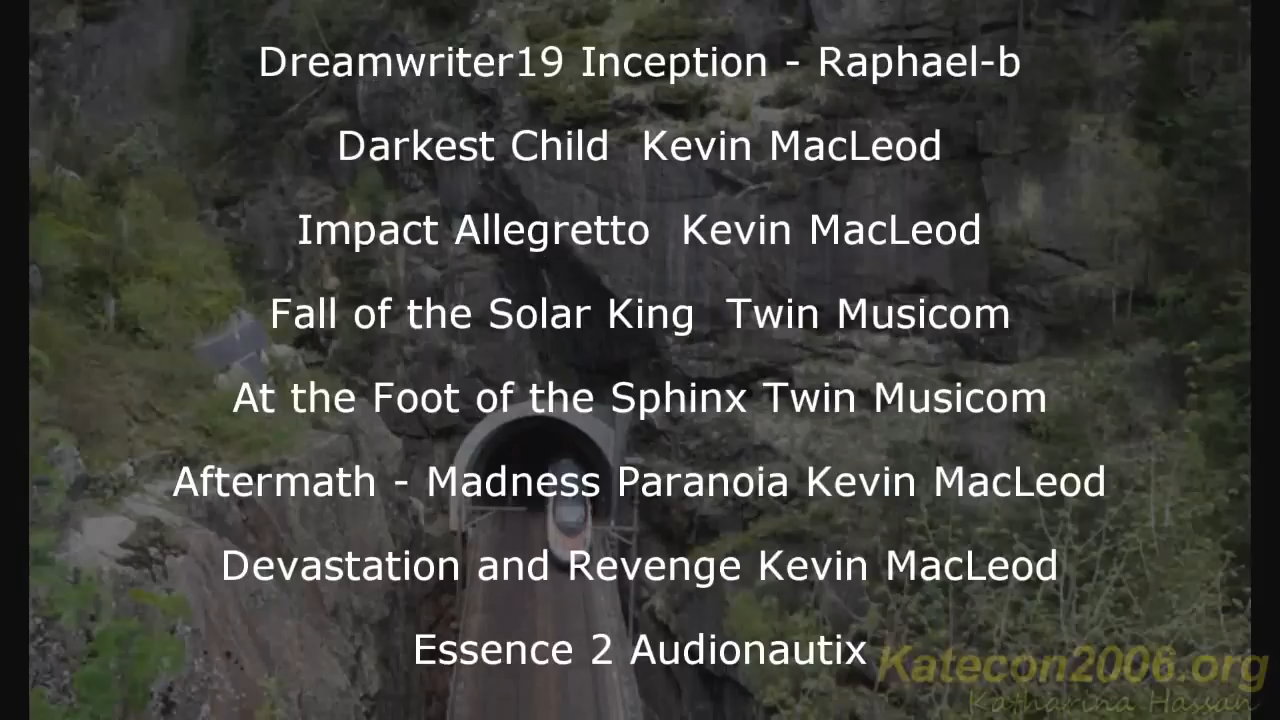 Dreamwriter19 Inception - Raphael-b
Darkest Child  Kevin MacLeod
Impact Allegretto  Kevin MacLeod
Fall of the Solar King  Twin Musicom
At the Foot of the Sphinx Twin Musicom
Aftermath - Madness Paranoia Kevin MacLeod
Devastation and Revenge Kevin MacLeod
Essence 2 Audionautix
Katecon2006.org
Katharina Hassan